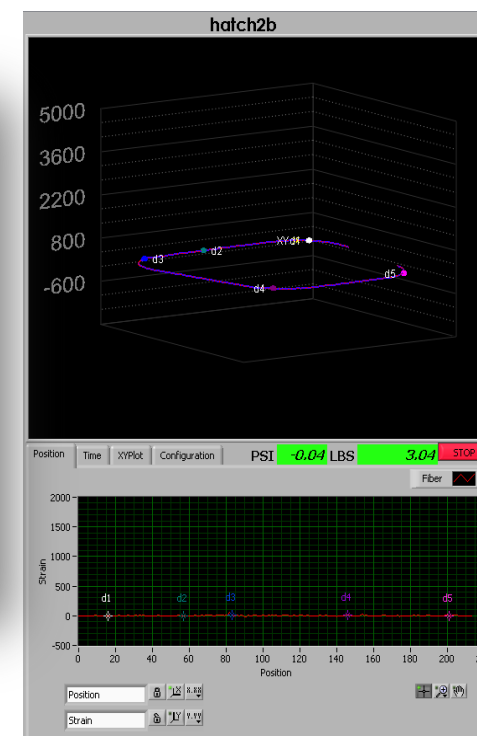 hatch2b
5000
3600
2200
800
-600
XY d1
d2
d3
d4
d5
Position Time XYPlot Configuration PSI -0.04 LBS 3.04 STOP
Fiber
2000
1500
1000
500
0
-500
Strain
d1 d2 d3 d4 d5
0 20 40 60 80 100 120 140 160 180 200
Position
Position
Strain